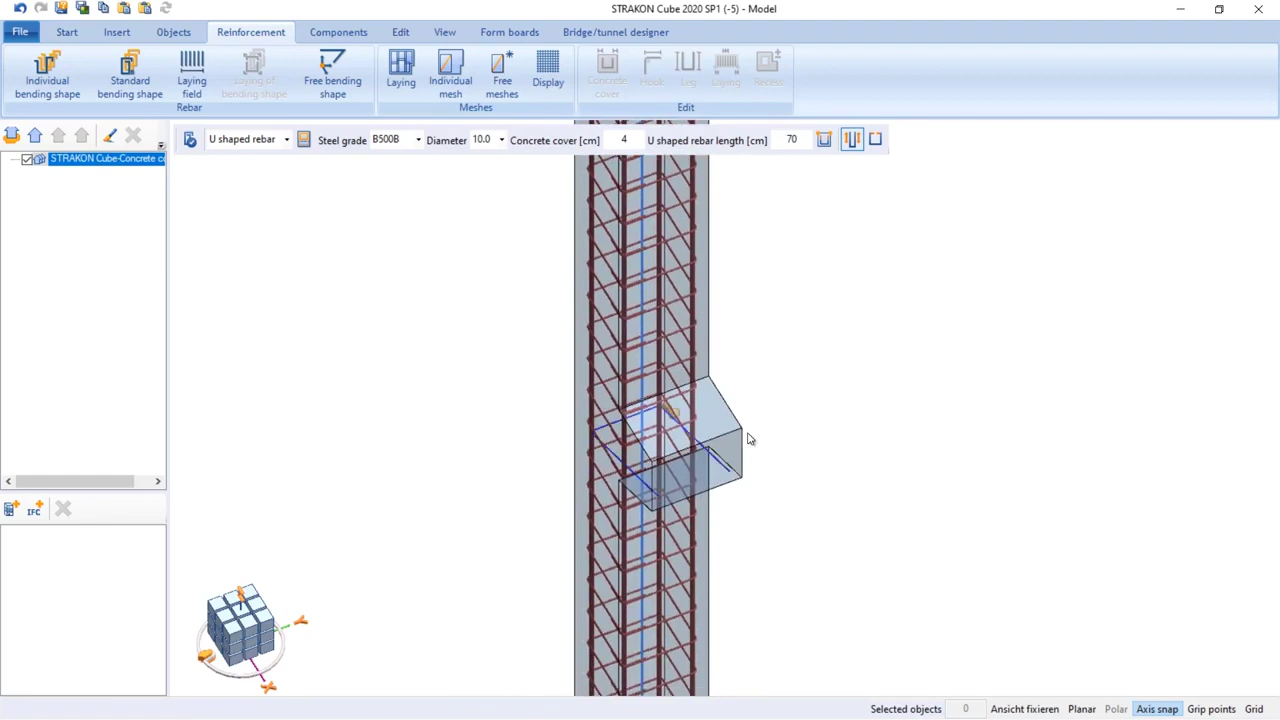 STRAKON Cube 2020 SP1 (-5) - Model
File Start Insert Objects Reinforcement Components Edit View Form boards Bridge/tunnel designer
Individual bending shape
Standard bending shape
Laying field
Laying of bending shape
Free bending shape
Laying
Individual mesh
Free meshes
Display
Concrete cover
Hook
Leg
Laying
Recess
Rebar Meshes Edit
U shaped rebar Steel grade B500B Diameter 10.0 Concrete cover [cm] 4 U shaped rebar length [cm] 70
STRAKON Cube-Concrete co
IFC
Y
X
Selected objects 0 Ansicht fixieren Planar Polar Axis snap Grip points Grid